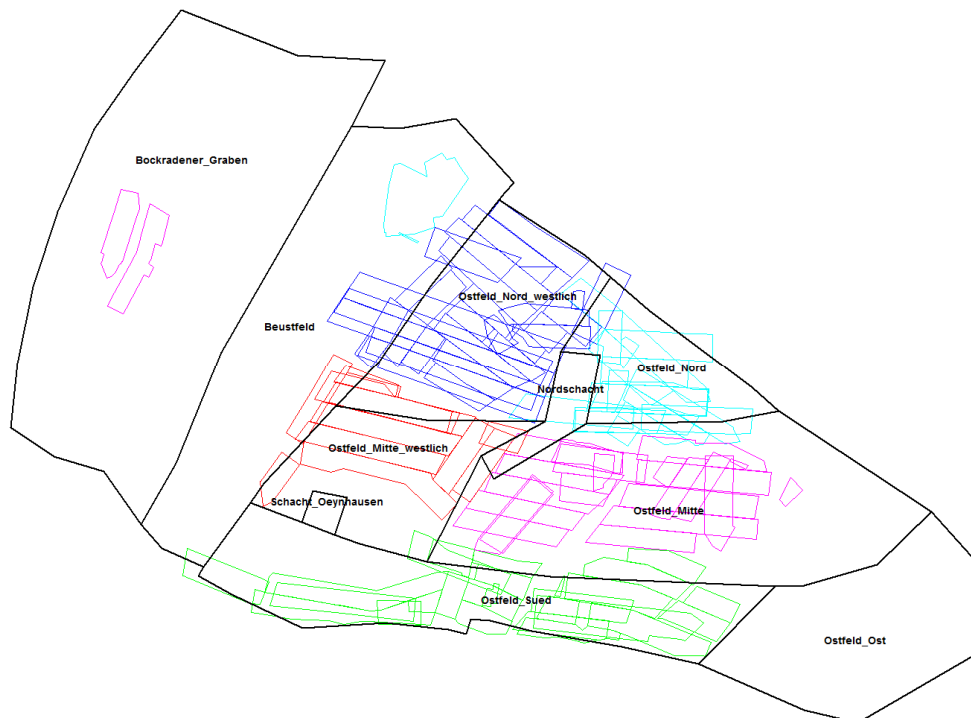 Bockradener_Graben
Ostfeld_Nord_westlich
Beustfeld
Ostfeld_Nord
Nordschacht
Ostfeld_Mitte_westlich
Schacht_Oeynhausen
Ostfeld_Mitte
Ostfeld_Sued
Ostfeld_Ost